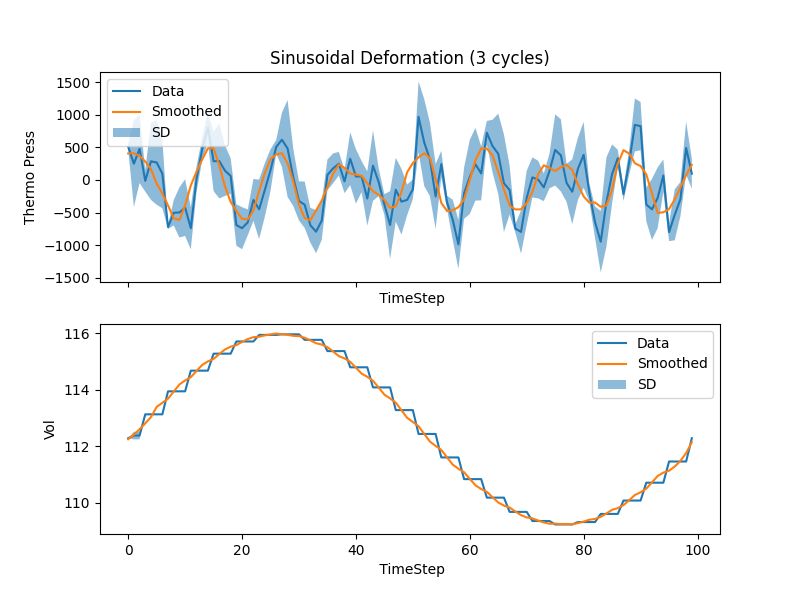 Sinusoidal Deformation (3 cycles)
Thermo Press
1500
1000
500
0
−500
−1000
−1500
Data
Smoothed
SD
TimeStep
Vol
116
114
112
110
Data
Smoothed
SD
0
20
40
60
80
100
TimeStep